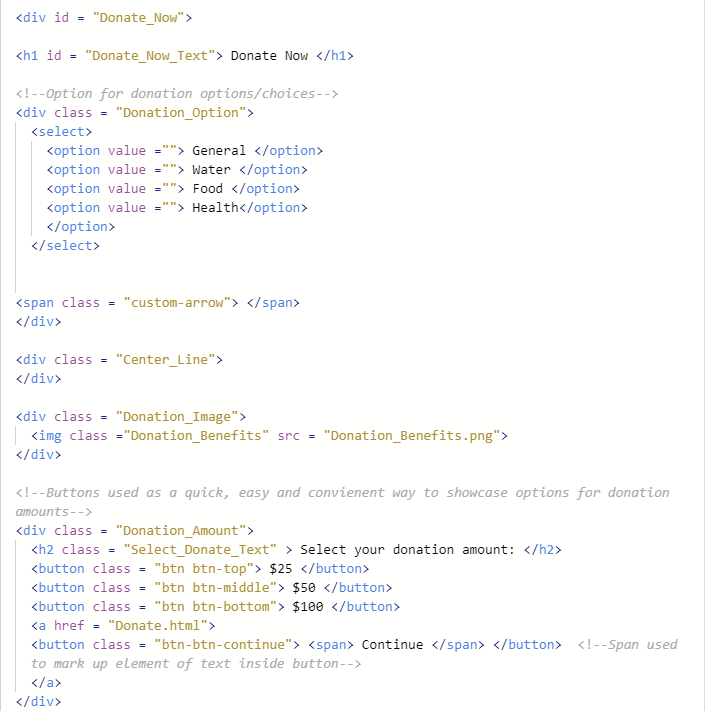 <div id = "Donate_Now">
<h1 id = "Donate_Now_Text"> Donate Now </h1>
<!--Option for donation options/choices-->
<div class = "Donation_Option">
<select>
<option value =""> General </option>
<option value =""> Water </option>
<option value =""> Food </option>
<option value =""> Health</option>
</option>
</select>
<span class = "custom-arrow"> </span>
</div>
<div class = "Center_Line">
</div>
<div class = "Donation_Image">
<img class ="Donation_Benefits" src = "Donation_Benefits.png">
</div>
<!--Buttons used as a quick, easy and convienent way to showcase options for donation
amounts-->
<div class = "Donation_Amount">
<h2 class = "Select_Donate_Text" > Select your donation amount: </h2>
<button class = "btn btn-top"> $25 </button>
<button class = "btn btn-middle"> $50 </button>
<button class = "btn btn-bottom"> $100 </button>
<a href = "Donate.html">
<button class = "btn-btn-continue"> <span> Continue </span> </button>  <!--Span used
to mark up element of text inside button-->
</a>
</div>